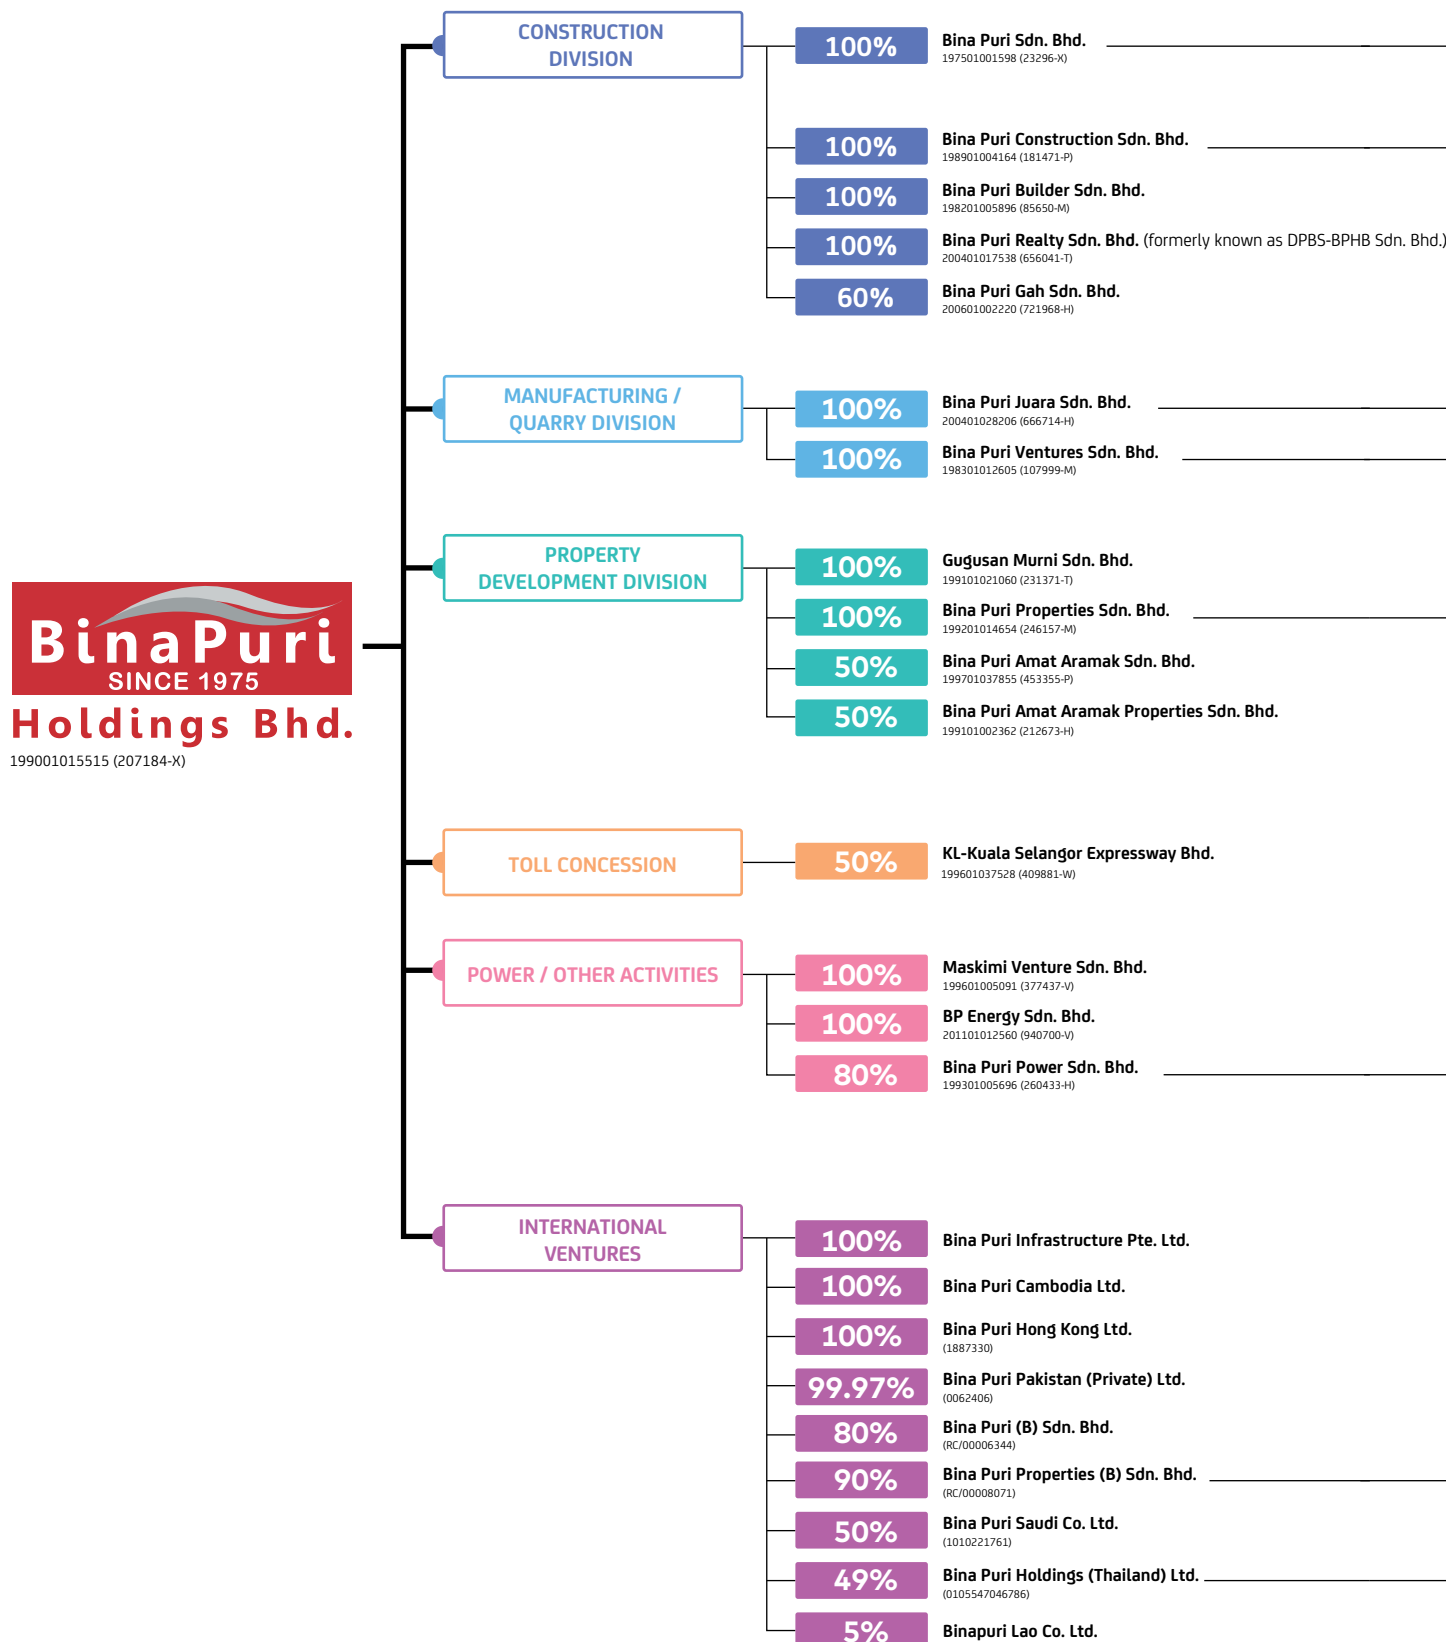 CONSTRUCTION
DIVISION
100%
Bina Puri Sdn. Bhd.
197501001598 (23296-X)
100%
Bina Puri Construction Sdn. Bhd.
198901004164 (181471-P)
100%
Bina Puri Builder Sdn. Bhd.
198201005896 (85650-M)
100%
Bina Puri Realty Sdn. Bhd. (formerly known as DPBS-BPHB Sdn. Bhd.)
200401017538 (656041-T)
60%
Bina Puri Gah Sdn. Bhd.
200601002220 (721968-H)
MANUFACTURING /
QUARRY DIVISION
100%
Bina Puri Juara Sdn. Bhd.
200401028206 (666714-H)
100%
Bina Puri Ventures Sdn. Bhd.
198301012605 (107999-M)
PROPERTY
DEVELOPMENT DIVISION
100%
Gugusan Murni Sdn. Bhd.
199101021060 (231371-T)
100%
Bina Puri Properties Sdn. Bhd.
199201014654 (246157-M)
50%
Bina Puri Amat Aramak Sdn. Bhd.
199701037855 (453355-P)
50%
Bina Puri Amat Aramak Properties Sdn. Bhd.
199101002362 (212673-H)
BinaPuri
SINCE 1975
Holdings Bhd.
199001015515 (207184-X)
TOLL CONCESSION
50%
KL-Kuala Selangor Expressway Bhd.
199601037528 (409881-W)
POWER / OTHER ACTIVITIES
100%
Maskimi Venture Sdn. Bhd.
199601005091 (377437-V)
100%
BP Energy Sdn. Bhd.
201101012560 (940700-V)
80%
Bina Puri Power Sdn. Bhd.
199301005696 (260433-H)
INTERNATIONAL
VENTURES
100%
Bina Puri Infrastructure Pte. Ltd.
100%
Bina Puri Cambodia Ltd.
100%
Bina Puri Hong Kong Ltd.
(1887330)
99.97%
Bina Puri Pakistan (Private) Ltd.
(0062406)
80%
Bina Puri (B) Sdn. Bhd.
(RC/00006344)
90%
Bina Puri Properties (B) Sdn. Bhd.
(RC/00008071)
50%
Bina Puri Saudi Co. Ltd.
(1010221761)
49%
Bina Puri Holdings (Thailand) Ltd.
(0105547046786)
5%
Binapuri Lao Co. Ltd.